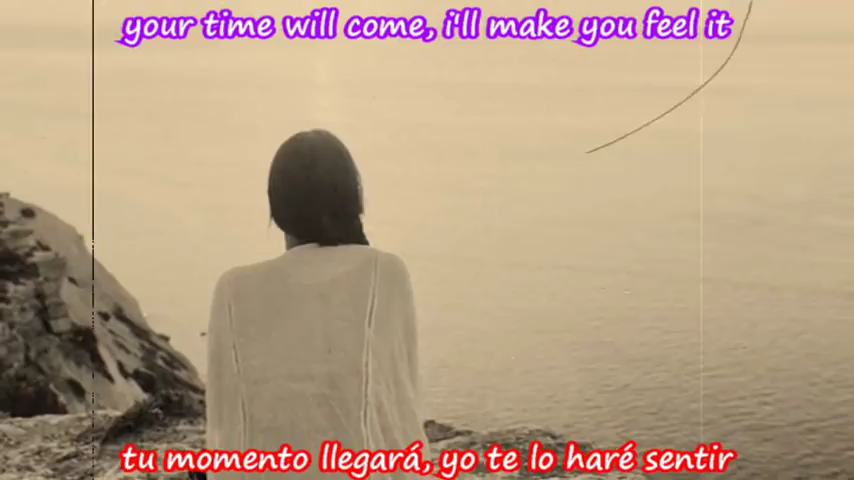 your time will come, i'll make you feel it
tu momento llegará, yo te lo haré sentir